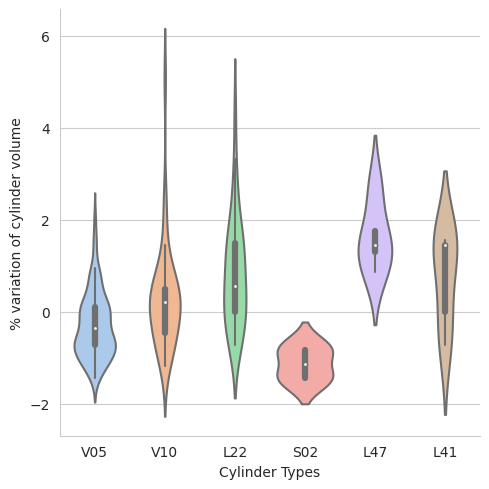 % variation of cylinder volume
6
4
2
0
−2
V05 V10 L22 S02 L47 L41
Cylinder Types